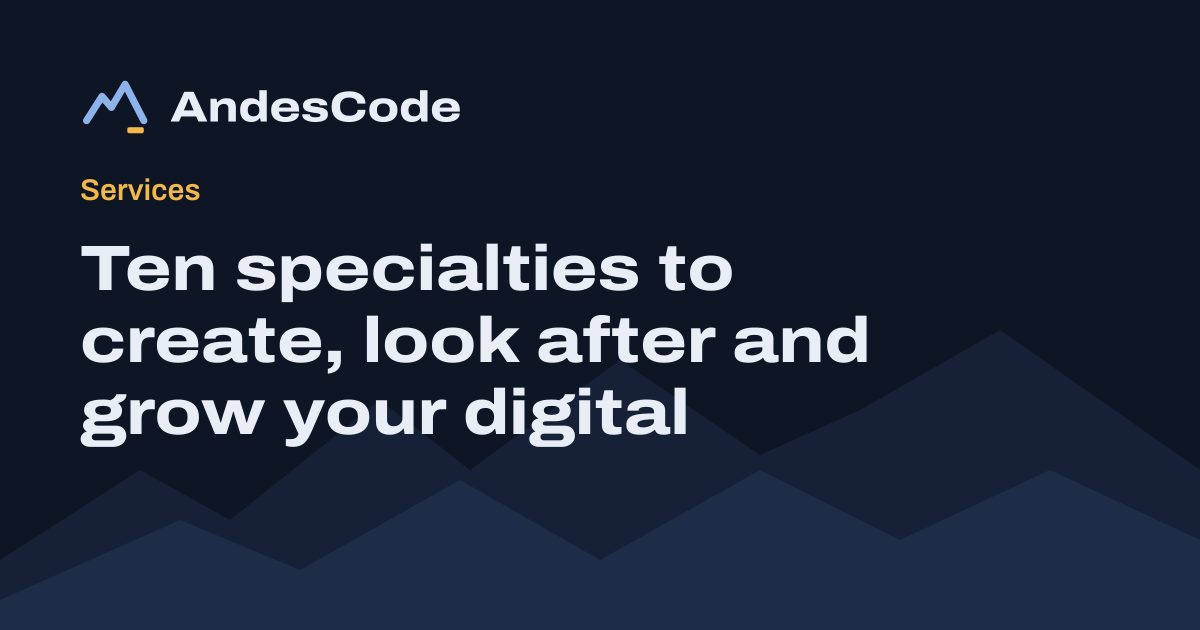 AndesCode
Services
Ten specialties to
create, look after and
grow your digital